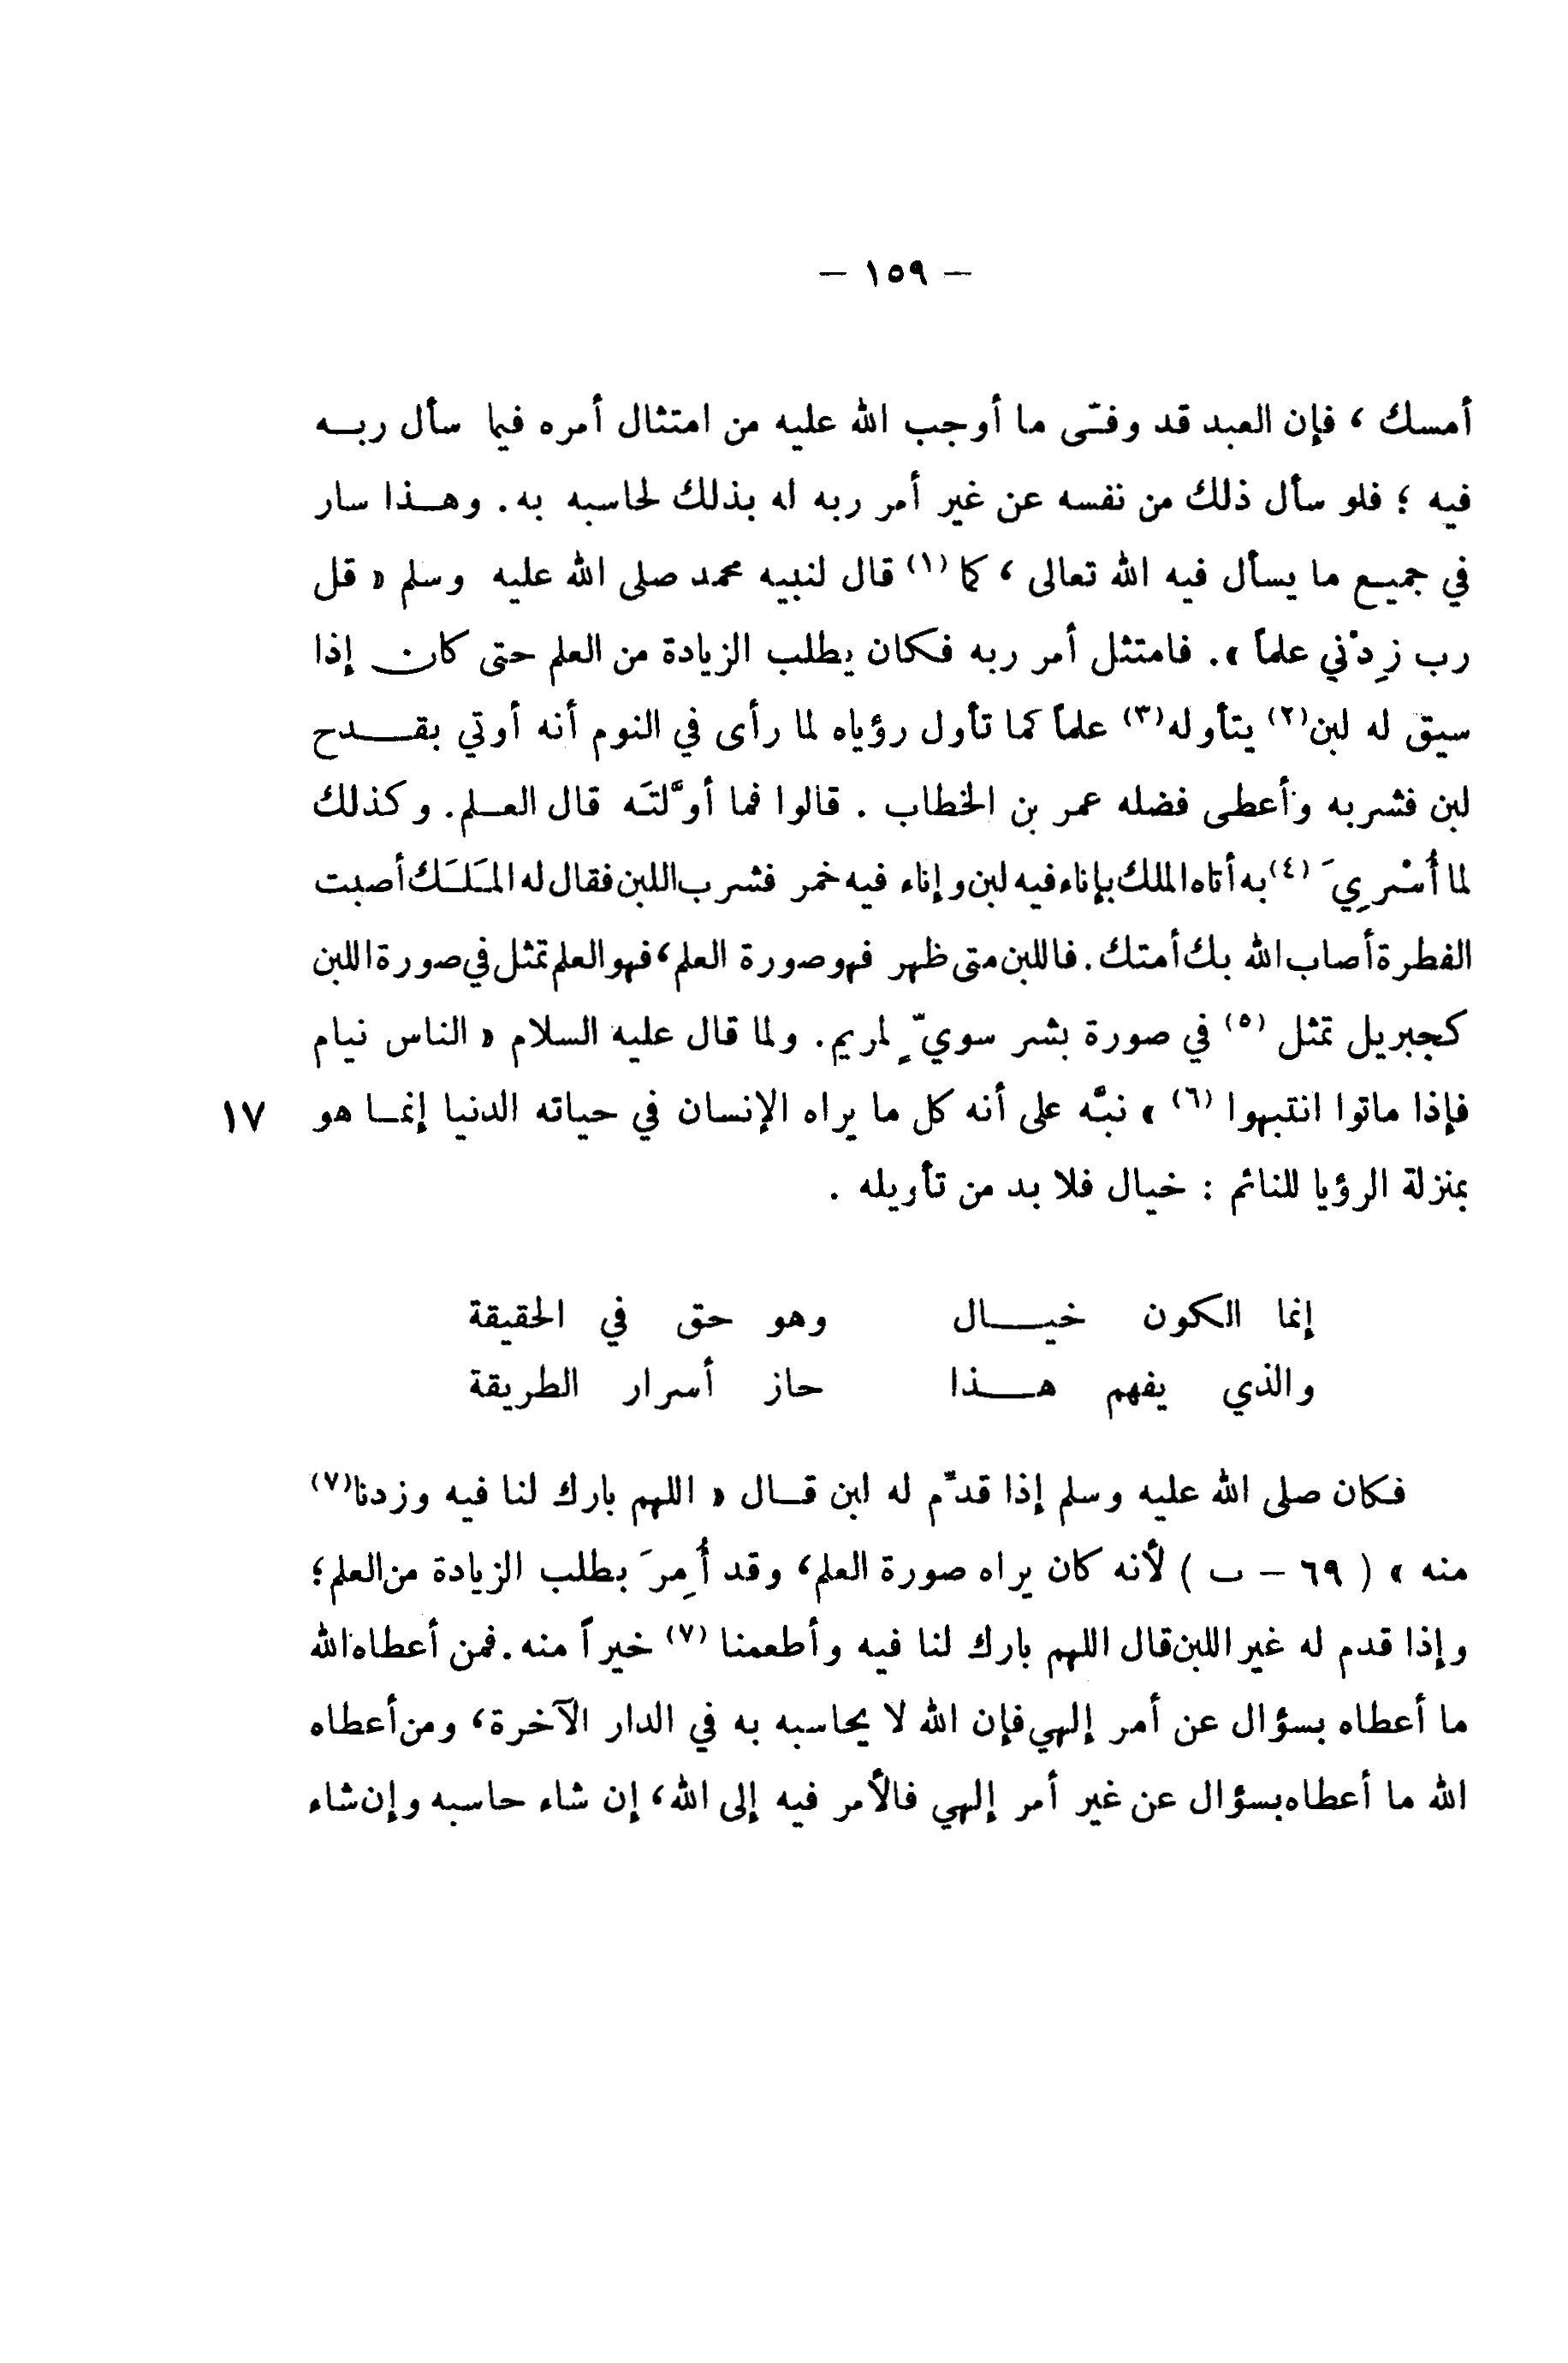 — ١٥٩ —
أمسك ، فإن العبد قد وفـَّى ما أوجب الله عليه من امتثال أمره فيما سأل ربـه
فيه ؛ فلو سأل ذلك من نفسه عن غير أمر ربه له بذلك لحاسبه به . وهـذا سار
في جميـع ما يسأل فيه الله تعالى ، كما (١) قال لنبيه محمد صلى الله عليه وسلم « قل
رب زِدْني علماً ». فامتثل أمر ربه فكان يطلب الزيادة من العلم حتى كان إذا
سيق له لبن (٢) يتأوله (٣) علماً كما تأول رؤياه لما رأى في النوم أنه أوتي بقـدح
لبن فشربه وأعطى فضله عمر بن الخطاب . قالوا فما أوَّلتَه قال العـلم. وكذلك
لما أُسْرِيَ (٤) به أتاه الملك بإناء فيه لبن وإناء فيه خمر فشرب اللبن فقال له المَلَك أصبت
الفطرة أصاب الله بك أمتك. فاللبن متى ظهر فهو صورة العلم، فهو العلم تمثل في صورة اللبن
كجبريل تمثل (٥) في صورة بشر سويٍّ لمريم. ولما قال عليه السلام « الناس نيام
فإذا ماتوا انتبهوا (٦) » نبَّه على أنه كل ما يراه الإنسان في حياته الدنيا إنمـا هو ١٧
بمنزلة الرؤيا للنائم : خيال فلا بد من تأويله .
إنما الكون خيـال وهو حق في الحقيقة
والذي يفهم هـذا حاز أسرار الطريقة
فكان صلى الله عليه وسلم إذا قدِّم له لبن قـال « اللهم بارك لنا فيه وزدنا (٧)
منه » ( ٦٩ – ب ) لأنه كان يراه صورة العلم، وقد أُمِرَ بطلب الزيادة من العلم؛
وإذا قدم له غير اللبن قال اللهم بارك لنا فيه وأطعمنا (٧) خيراً منه. فمن أعطاه الله
ما أعطاه بسؤال عن أمر إلهي فإن الله لا يحاسبه به في الدار الآخرة، ومن أعطاه
الله ما أعطاه بسؤال عن غير أمر إلهي فالأمر فيه إلى الله، إن شاء حاسبه وإن شاء